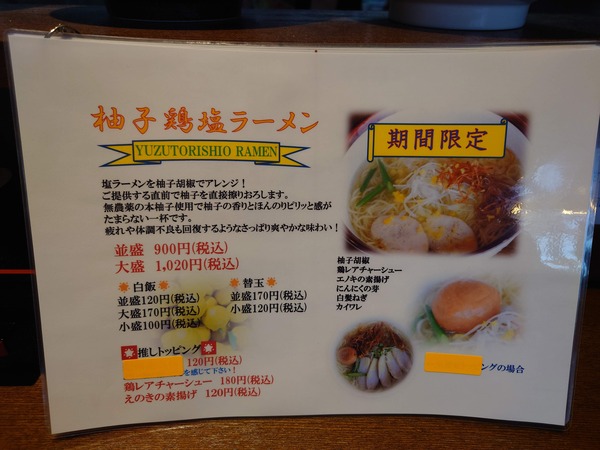 柚子鶏塩ラーメン
YUZUTORISHIO RAMEN
期間限定
塩ラーメンを柚子胡椒でアレンジ！
ご提供する直前で柚子を直接擦りおろします。
無農薬の本柚子使用で柚子の香りとほんのりピリッと感が
たまらない一杯です。
疲れや体調不良も回復するようなさっぱり爽やかな味わい！
並盛 900円(税込)
大盛 1,020円(税込)
白飯
並盛120円(税込)
大盛170円(税込)
小盛100円(税込)
替玉
並盛170円(税込)
小盛120円(税込)
推しトッピング
120円(税込)
を感じて下さい！
鶏レアチャーシュー 180円(税込)
えのきの素揚げ 120円(税込)
柚子胡椒
鶏レアチャーシュー
エノキの素揚げ
にんにくの芽
白髪ねぎ
カイワレ
ングの場合